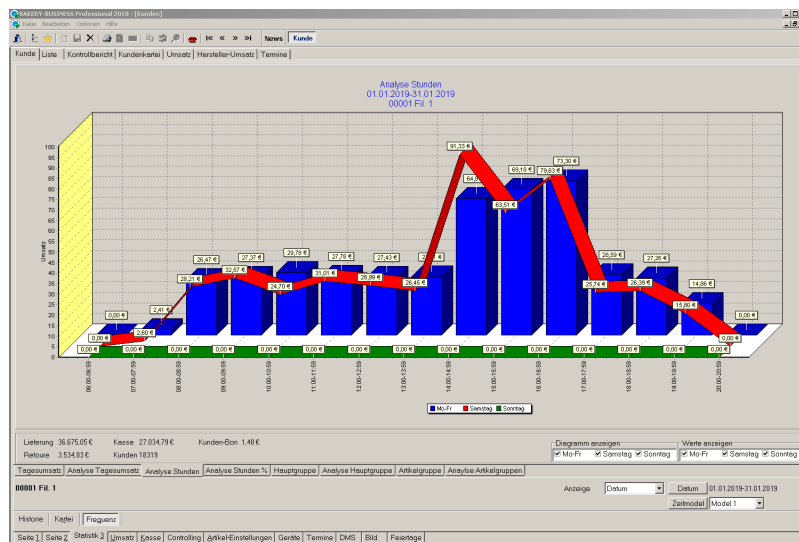 BAKERY-BUSINESS Professional 2018 - [Kunden]
Datei Bearbeiten Optionen Hilfe
News Kunde
Kunde Liste Kontrollbericht Kundenkartei Umsatz Hersteller-Umsatz Termine
Analyse Stunden
01.01.2019-31.01.2019
00001 Fil. 1
100
95
90
85
80
75
70
65
60
55
50
45
40
35
30
25
20
15
10
5
0
Umsatz
91,33 €
73,30 €
69,18 € 79,63 €
63,51 €
26,47 € 27,37 € 29,78 € 27,78 € 27,43 € 28,59 € 27,26 €
28,21 € 32,57 € 24,70 € 31,01 € 28,99 € 26,45 € 25,74 € 26,39 € 14,86 €
0,00 € 2,41 € 15,80 € 0,00 €
0,00 € 2,60 € 0,00 €
0,00 € 0,00 € 0,00 € 0,00 € 0,00 € 0,00 € 0,00 € 0,00 € 0,00 € 0,00 € 0,00 € 0,00 € 0,00 € 0,00 € 0,00 €
06:00-06:59 07:00-07:59 08:00-08:59 09:00-09:59 10:00-10:59 11:00-11:59 12:00-12:59 13:00-13:59 14:00-14:59 15:00-15:59 16:00-16:59 17:00-17:59 18:00-18:59 19:00-19:59 20:00-20:59
Mo-Fr Samstag Sonntag
Lieferung 36.675,05 € Kasse 27.034,79 € Kunden-Bon 1,48 €
Retoure 3.534,83 € Kunden 18319
Diagramm anzeigen Werte anzeigen
Mo-Fr Samstag Sonntag Mo-Fr Samstag Sonntag
Tagesumsatz Analyse Tagesumsatz Analyse Stunden Analyse Stunden % Hauptgruppe Analyse Hauptgruppe Artikelgruppe Anaylse Artikelgruppen
00001 Fil. 1 Anzeige Datum Datum 01.01.2019-31.01.2019
Zeitmodel Model 1
Historie Kartei Frequenz
Seite 1 Seite 2 Statistik 3 Umsatz Kasse Controlling Artikel-Einstellungen Geräte Termine DMS Bild Feiertage